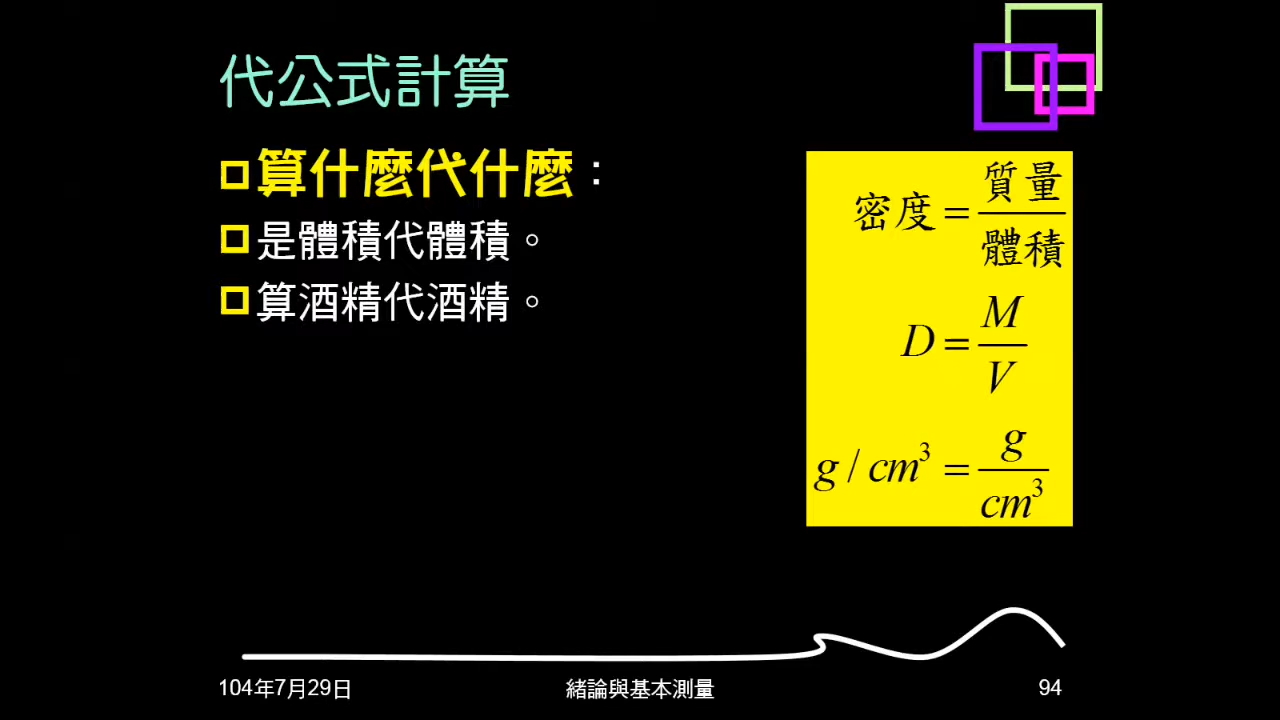 代公式計算
算什麼代什麼：
是體積代體積。
算酒精代酒精。
密度 = 質量 / 體積
D = M / V
g / cm³ = g / cm³
104年7月29日
緒論與基本測量
94